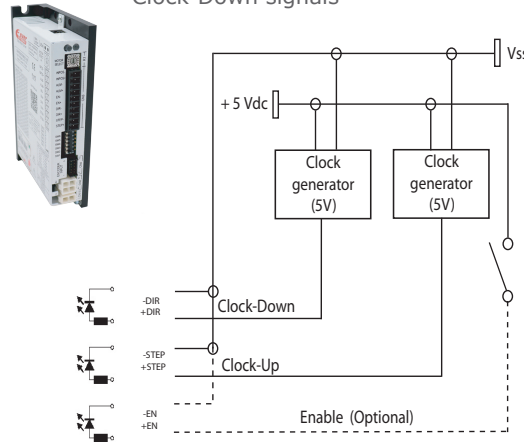 Clock-Down signals
Vss
+ 5 Vdc
Clock
generator
(5V)
Clock
generator
(5V)
-DIR
+DIR
Clock-Down
-STEP
+STEP
Clock-Up
-EN
+EN
Enable (Optional)